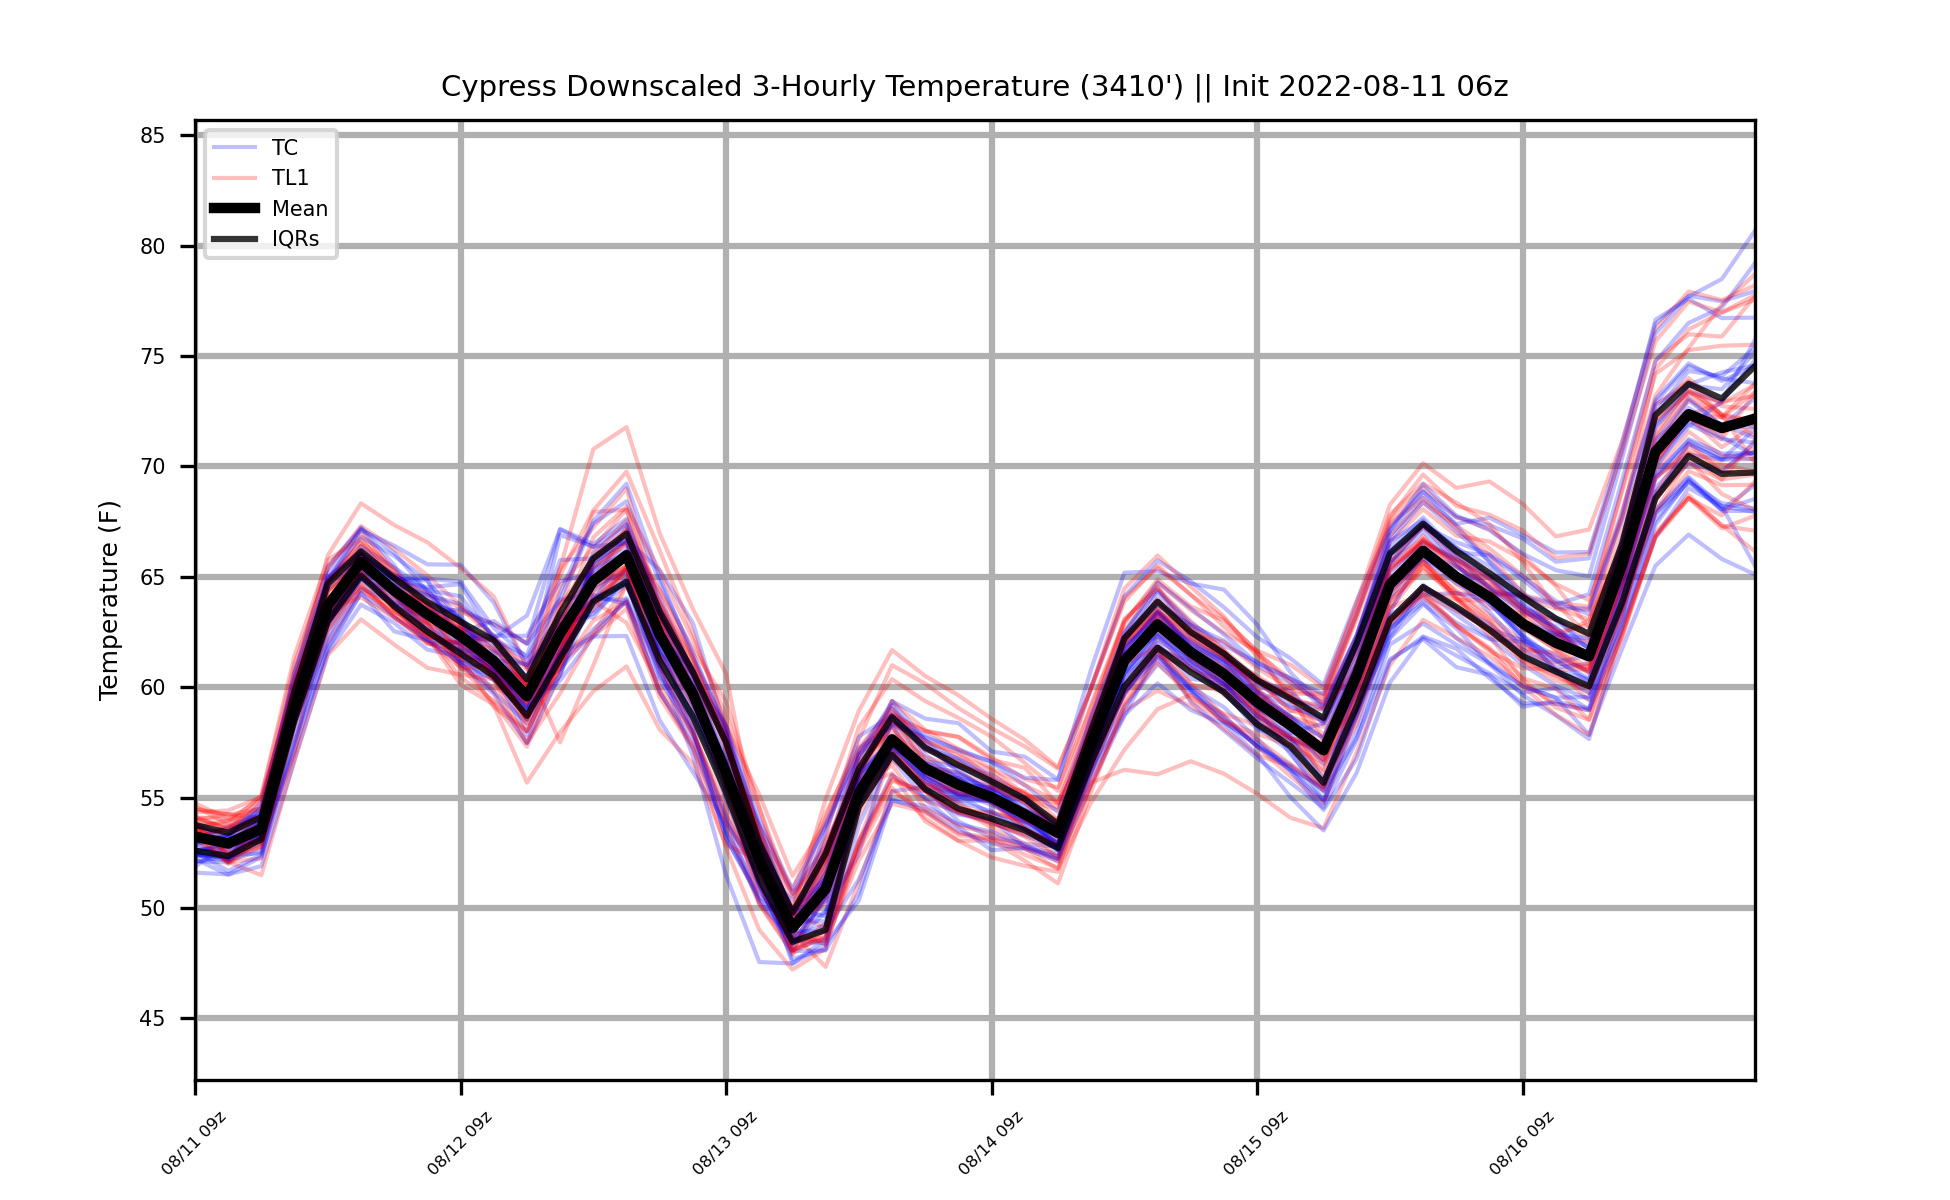 Cypress Downscaled 3-Hourly Temperature (3410') || Init 2022-08-11 06z
TC
TL1
Mean
IQRs
Temperature (F)
85
80
75
70
65
60
55
50
45
08/11 09z
08/12 09z
08/13 09z
08/14 09z
08/15 09z
08/16 09z